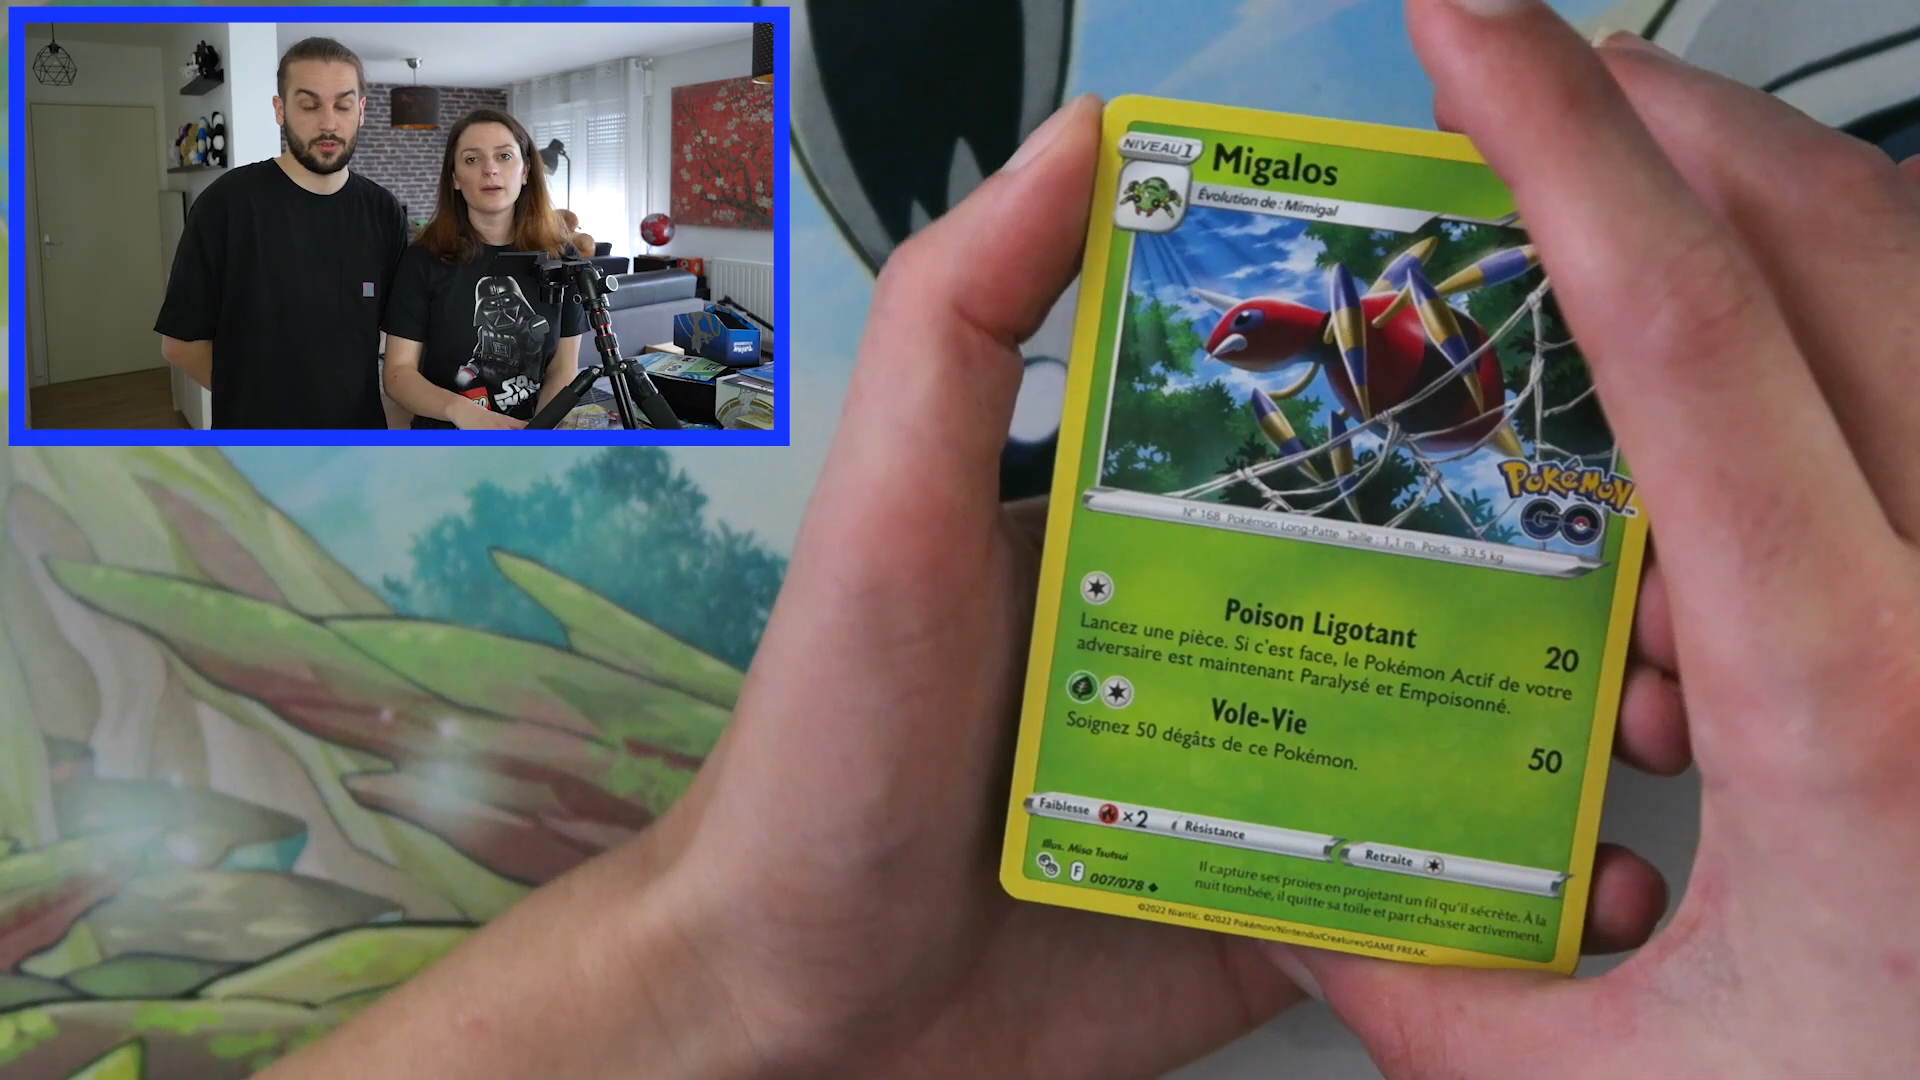 NIVEAU 1
Migalos
Évolution de : Mimigal
POKÉMON
GO
N° 168 Pokémon Long-Patte Taille : 1,1 m Poids : 33,5 kg
Poison Ligotant 20
Lancez une pièce. Si c'est face, le Pokémon Actif de votre
adversaire est maintenant Paralysé et Empoisonné.
Vole-Vie 50
Soignez 50 dégâts de ce Pokémon.
Faiblesse ×2 Résistance Retraite
Illus. Misa Tsutsui
F 007/078
Il capture ses proies en projetant un fil qu'il sécrète. À la
nuit tombée, il quitte sa toile et part chasser activement.
©2022 Niantic. ©2022 Pokémon/Nintendo/Creatures/GAME FREAK.